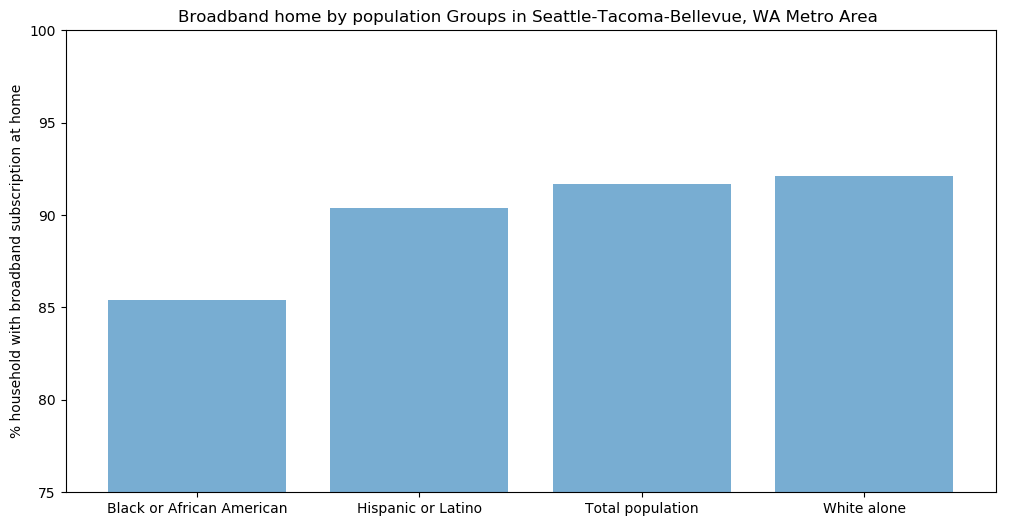 Broadband home by population Groups in Seattle-Tacoma-Bellevue, WA Metro Area
% household with broadband subscription at home
100
95
90
85
80
75
Black or African American
Hispanic or Latino
Total population
White alone